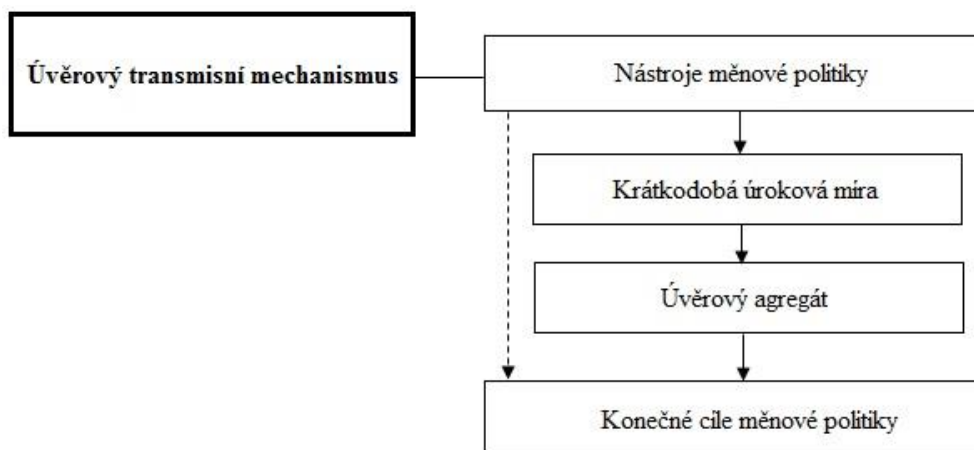 Úvěrový transmisní mechanismus
Nástroje měnové politiky
Krátkodobá úroková míra
Úvěrový agregát
Konečné cíle měnové politiky